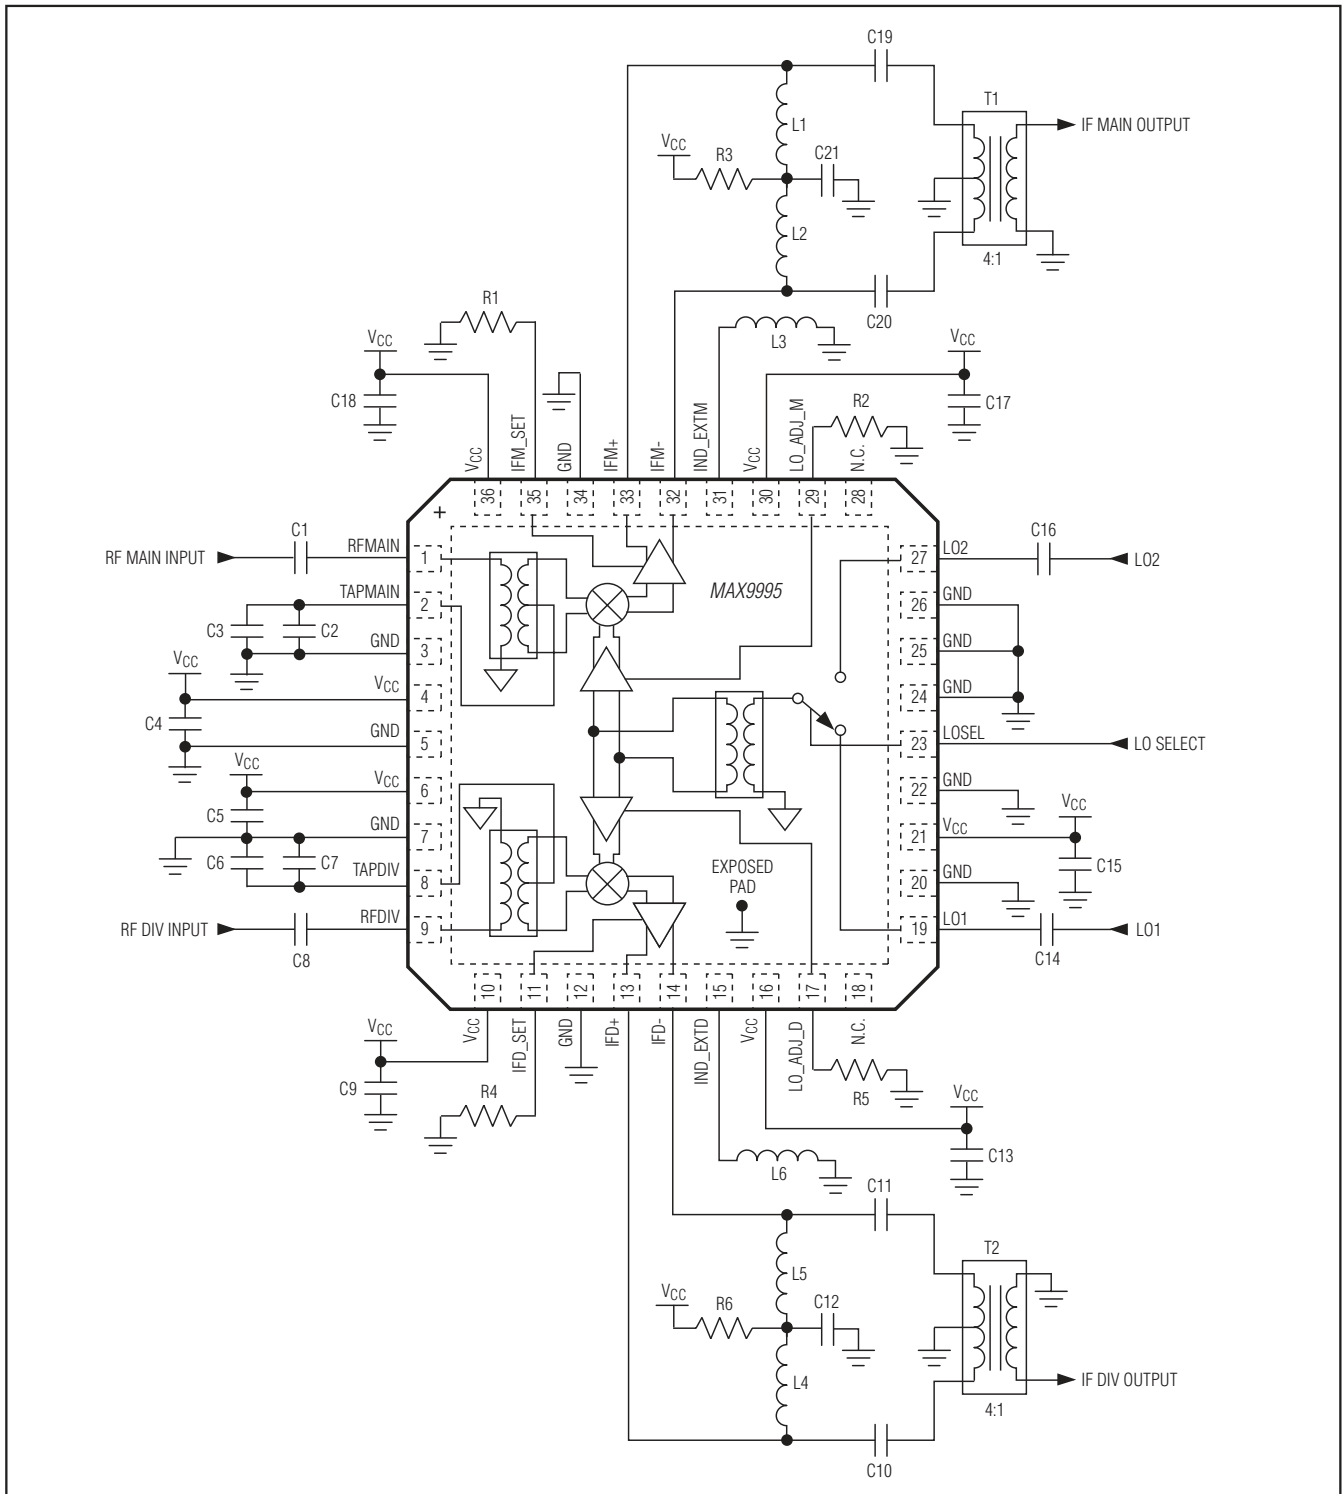 C19
T1
IF MAIN OUTPUT
L1
VCC
R3
C21
L2
4:1
C20
R1
L3
VCC
C18
VCC
C17
R2
VCC
IFM_SET
GND
IFM+
IFM-
IND_EXTM
VCC
LO_ADJ_M
N.C.
36
35
34
33
32
31
30
29
28
+
MAX9995
RF MAIN INPUT
C1
RFMAIN
1
27
LO2
C16
LO2
TAPMAIN
2
26
GND
C3
C2
GND
3
25
GND
VCC
VCC
4
24
GND
C4
GND
5
23
LOSEL
LO SELECT
VCC
VCC
6
22
GND
C5
GND
7
21
VCC
VCC
C6
C7
C15
TAPDIV
8
20
GND
EXPOSED
PAD
RF DIV INPUT
C8
RFDIV
9
19
LO1
C14
LO1
10
11
12
13
14
15
16
17
18
VCC
IFD_SET
GND
IFD+
IFD-
IND_EXTD
VCC
LO_ADJ_D
N.C.
VCC
C9
R4
R5
VCC
C13
L6
C11
T2
L5
VCC
R6
C12
L4
IF DIV OUTPUT
4:1
C10